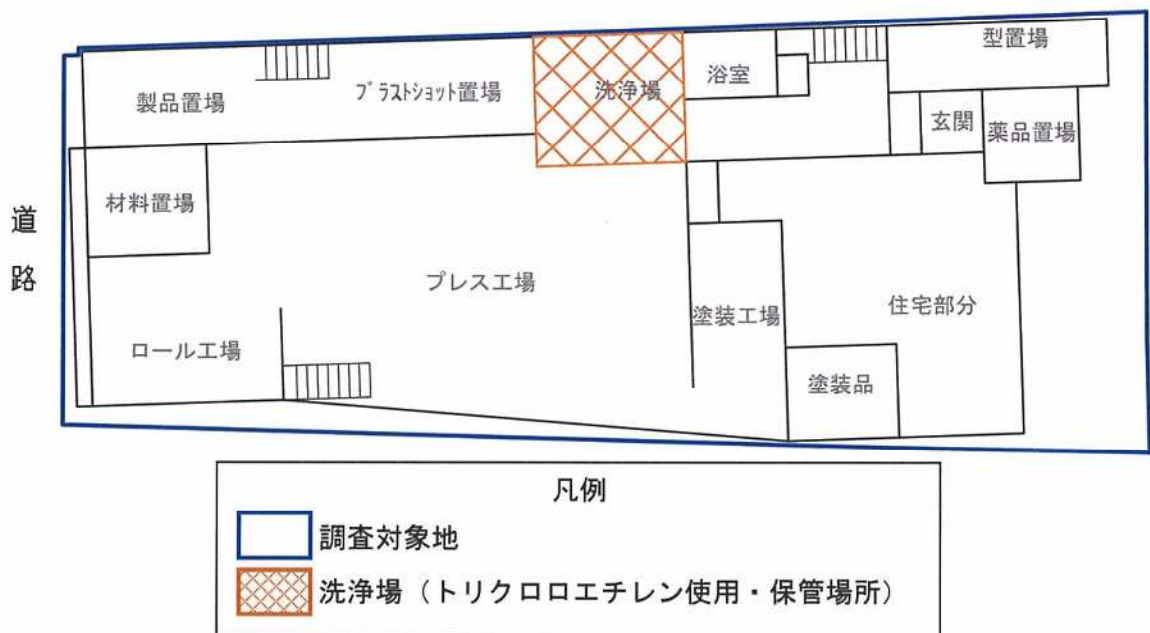 型置場
浴室
製品置場
ブラストショット置場
洗浄場
玄関
薬品置場
材料置場
道
路
プレス工場
塗装工場
住宅部分
ロール工場
塗装品
凡例
調査対象地
洗浄場（トリクロロエチレン使用・保管場所）